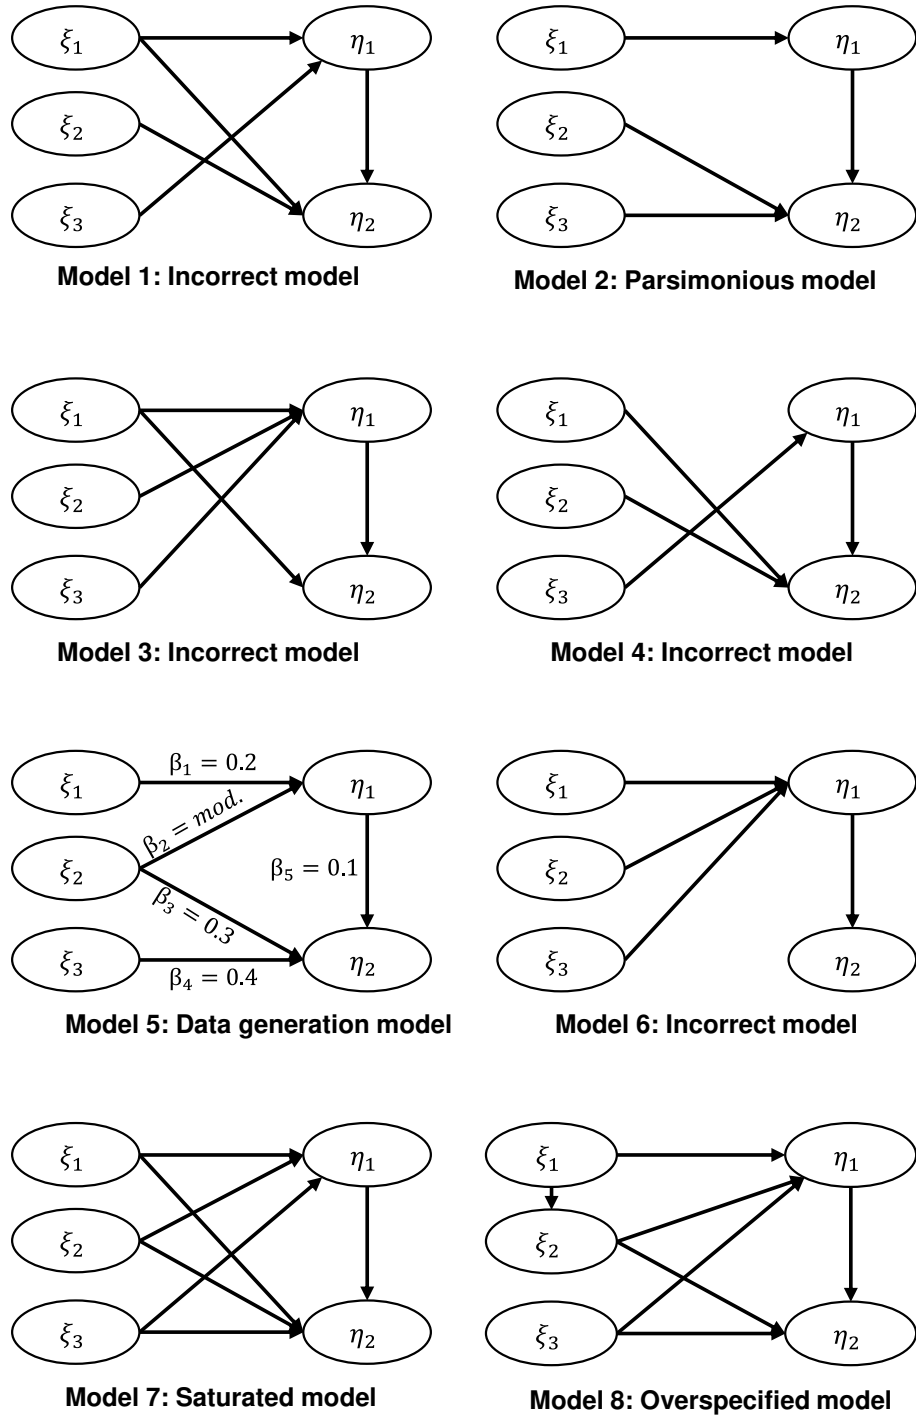 ξ₁ η₁
ξ₂
ξ₃ η₂
Model 1: Incorrect model
ξ₁ η₁
ξ₂
ξ₃ η₂
Model 2: Parsimonious model
ξ₁ η₁
ξ₂
ξ₃ η₂
Model 3: Incorrect model
ξ₁ η₁
ξ₂
ξ₃ η₂
Model 4: Incorrect model
ξ₁ β₁ = 0.2 η₁
β₂ = mod.
ξ₂ β₅ = 0.1
β₃ = 0.3
ξ₃ β₄ = 0.4 η₂
Model 5: Data generation model
ξ₁ η₁
ξ₂
ξ₃ η₂
Model 6: Incorrect model
ξ₁ η₁
ξ₂
ξ₃ η₂
Model 7: Saturated model
ξ₁ η₁
ξ₂
ξ₃ η₂
Model 8: Overspecified model